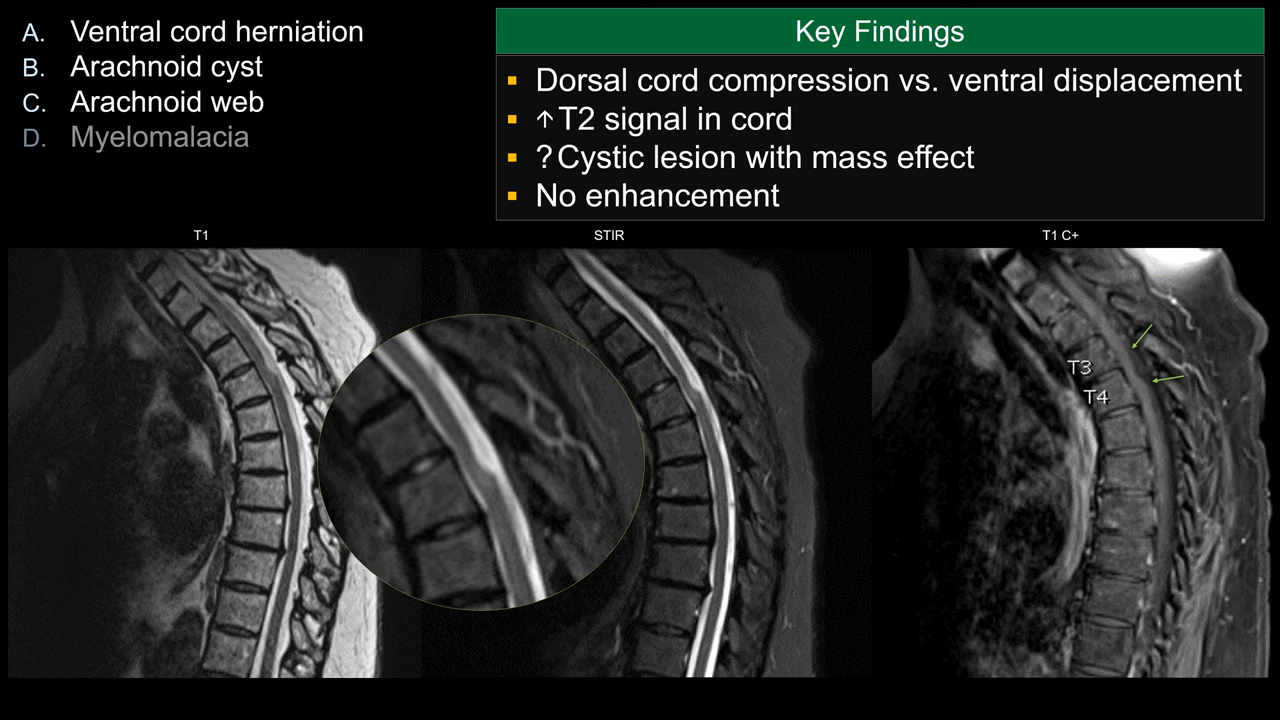 A. Ventral cord herniation
B. Arachnoid cyst
C. Arachnoid web
D. Myelomalacia
Key Findings
▪ Dorsal cord compression vs. ventral displacement
▪ ↑T2 signal in cord
▪ ? Cystic lesion with mass effect
▪ No enhancement
T1
STIR
T1 C+
T3
T4